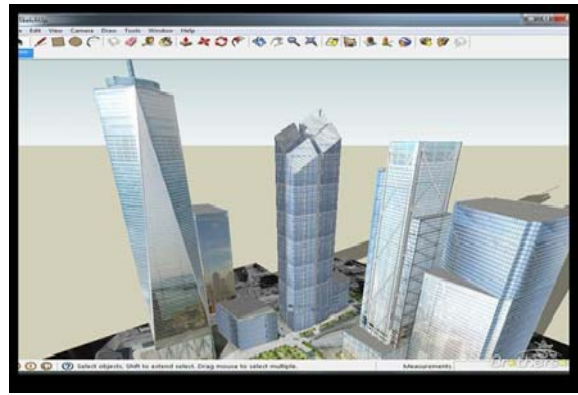 SketchUp
Edit View Camera Draw Tools Window Help
Select objects. Shift to extend select. Drag mouse to select multiple.
Measurements
Brothers